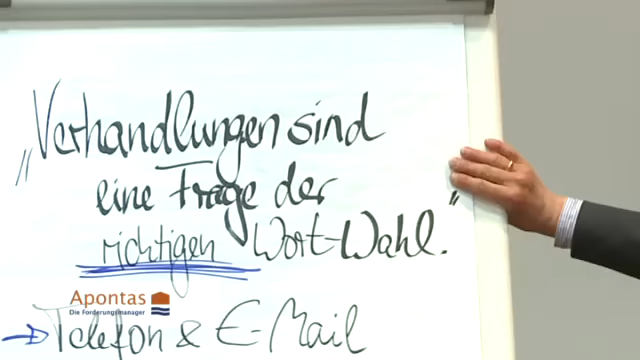 „Verhandlungen sind
eine Frage der
richtigen Wort-Wahl.“
Apontas
Die Forderungsmanager
→ Telefon & E-Mail